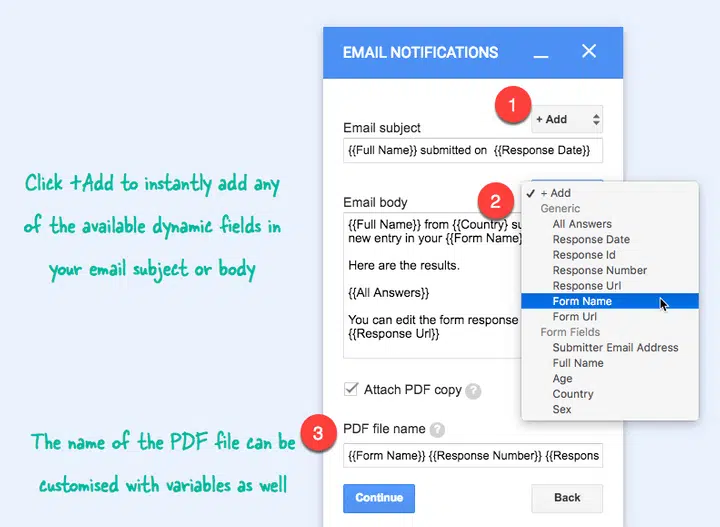 EMAIL NOTIFICATIONS
1
+ Add
Email subject
{{Full Name}} submitted on {{Response Date}}
Click +Add to instantly add any
of the available dynamic fields in
your email subject or body
Email body
2
{{Full Name}} from {{Country} su
new entry in your {{Form Name}
Here are the results.
{{All Answers}}
You can edit the form response
{{Response Url}}
✓ + Add
Generic
All Answers
Response Date
Response Id
Response Number
Response Url
Form Name
Form Url
Form Fields
Submitter Email Address
Full Name
Age
Country
Sex
Attach PDF copy ?
3
PDF file name ?
{{Form Name}} {{Response Number}} {{Respons
The name of the PDF file can be
customised with variables as well
Continue
Back